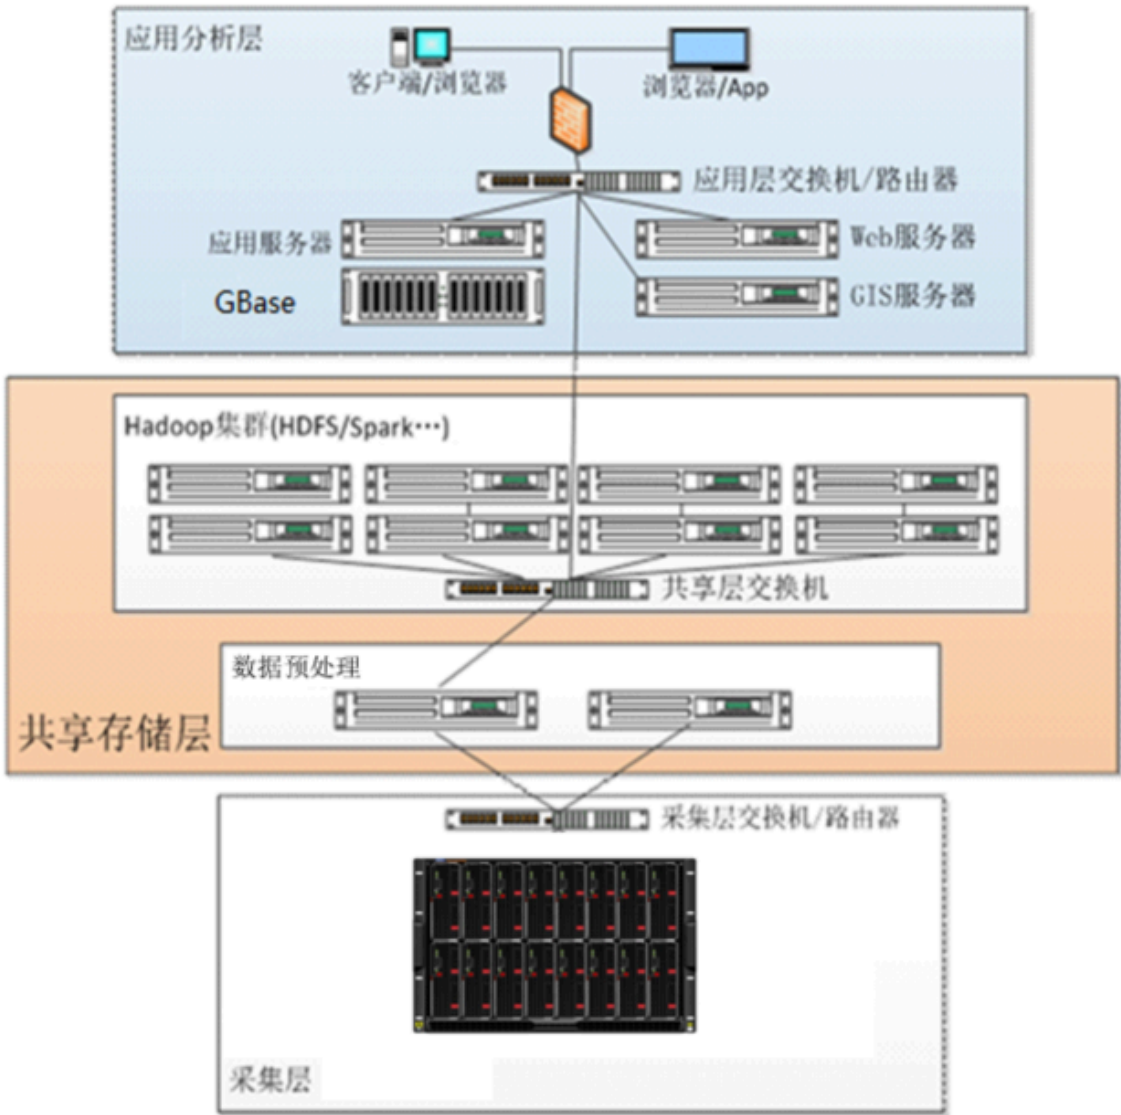 应用分析层
客户端/浏览器
浏览器/App
应用层交换机/路由器
应用服务器
Web服务器
GBase
GIS服务器
Hadoop集群(HDFS/Spark…)
共享层交换机
数据预处理
共享存储层
采集层交换机/路由器
采集层